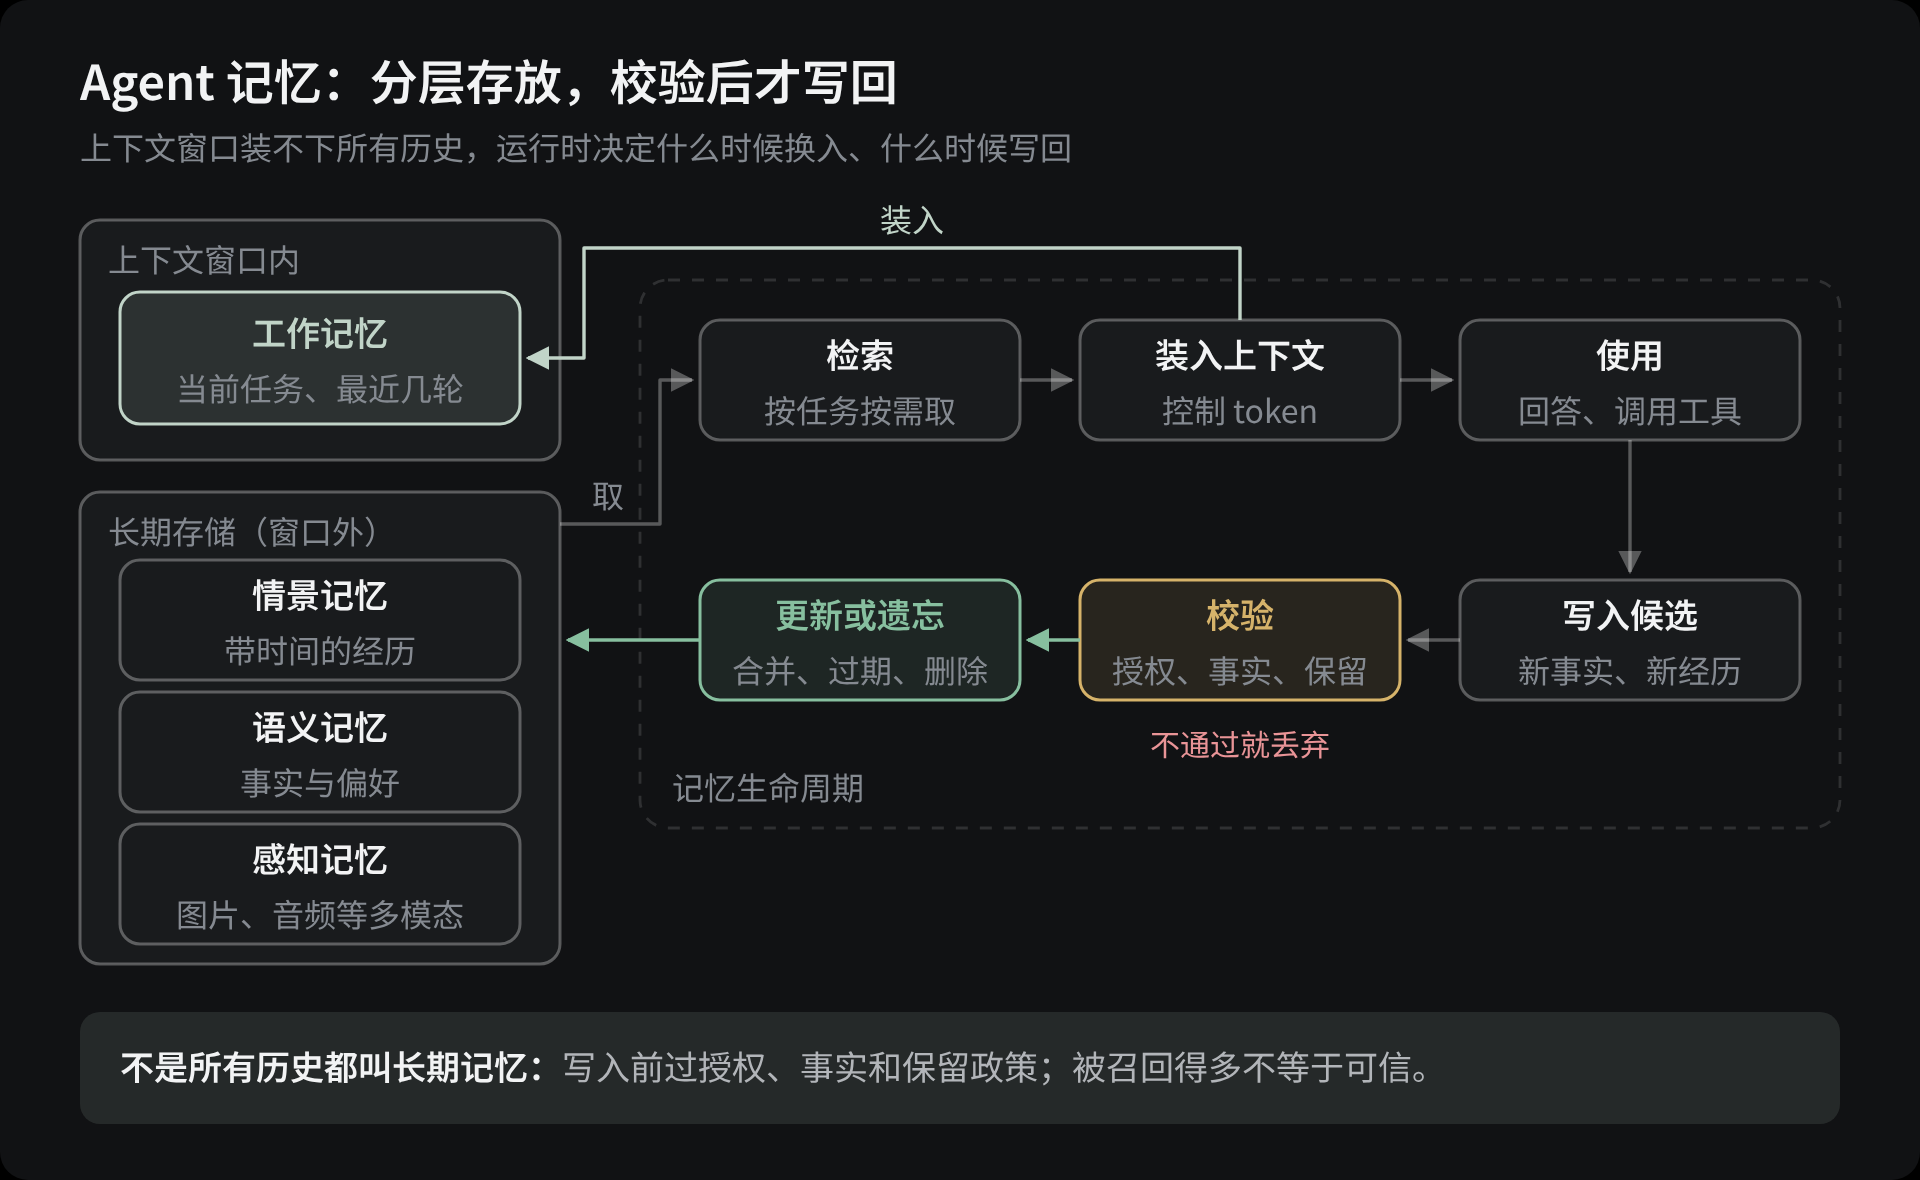 Agent 记忆：分层存放，校验后才写回
上下文窗口装不下所有历史，运行时决定什么时候换入、什么时候写回
装入
上下文窗口内
工作记忆
当前任务、最近几轮
检索
按任务按需取
装入上下文
控制 token
使用
回答、调用工具
取
长期存储（窗口外）
情景记忆
带时间的经历
语义记忆
事实与偏好
感知记忆
图片、音频等多模态
更新或遗忘
合并、过期、删除
校验
授权、事实、保留
写入候选
新事实、新经历
不通过就丢弃
记忆生命周期
不是所有历史都叫长期记忆：写入前过授权、事实和保留政策；被召回得多不等于可信。